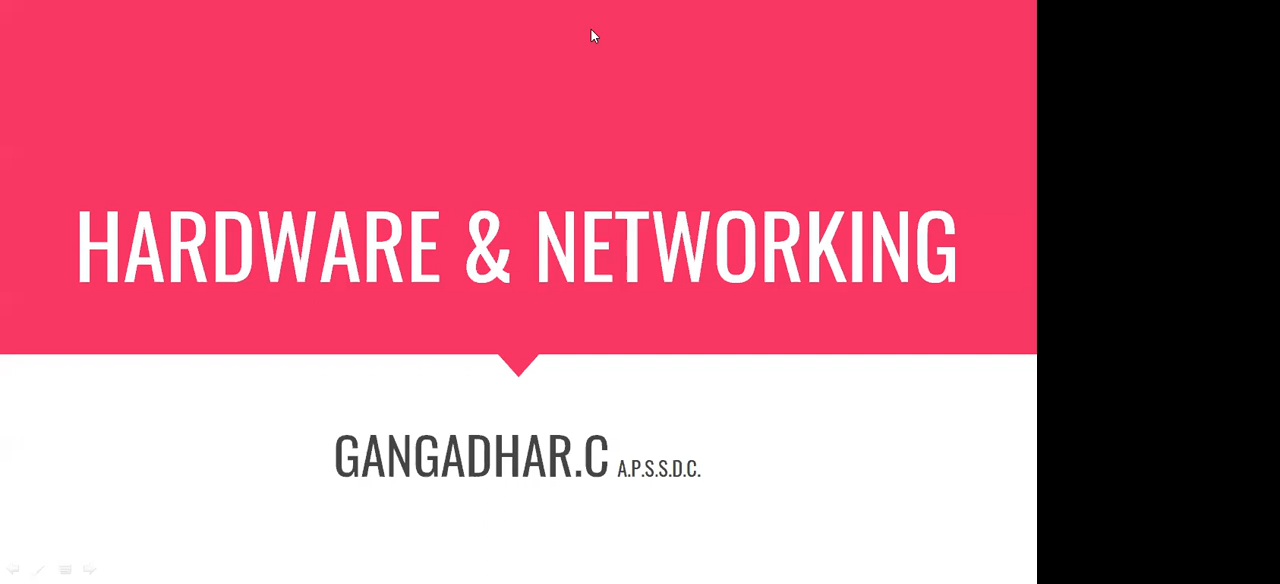 HARDWARE & NETWORKING
GANGADHAR.C A.P.S.S.D.C.